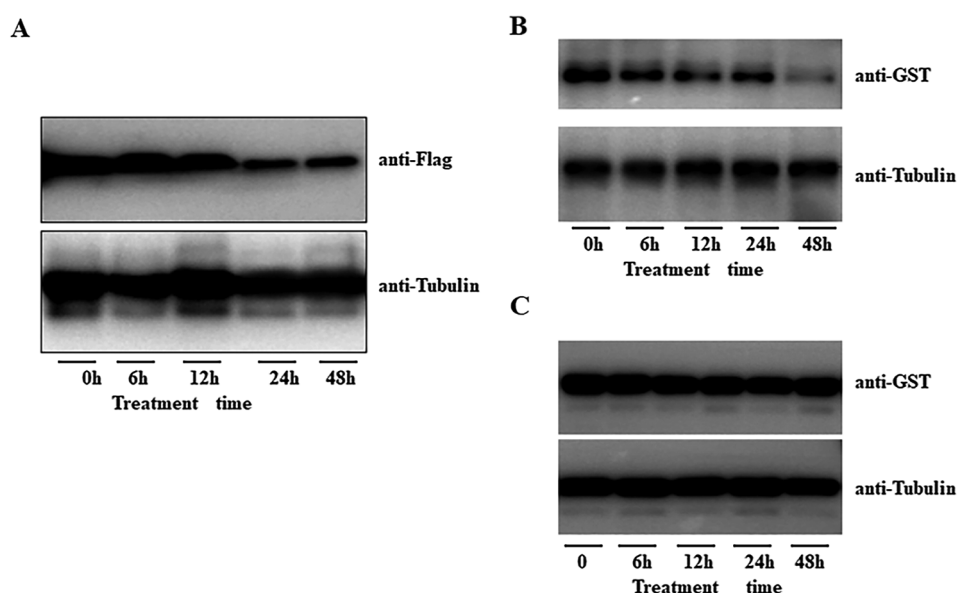 A
anti-Flag
anti-Tubulin
0h 6h 12h 24h 48h
Treatment time
B
anti-GST
anti-Tubulin
0h 6h 12h 24h 48h
Treatment time
C
anti-GST
anti-Tubulin
0 6h 12h 24h 48h
Treatment time